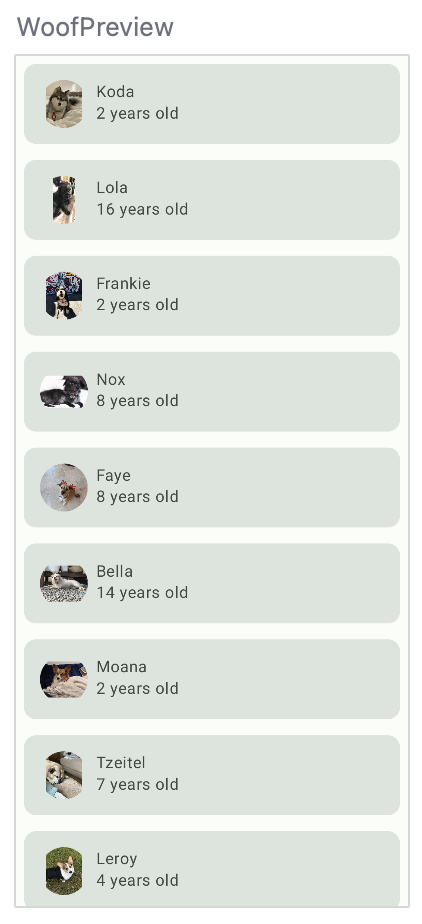 WoofPreview
Koda
2 years old
Lola
16 years old
Frankie
2 years old
Nox
8 years old
Faye
8 years old
Bella
14 years old
Moana
2 years old
Tzeitel
7 years old
Leroy
4 years old